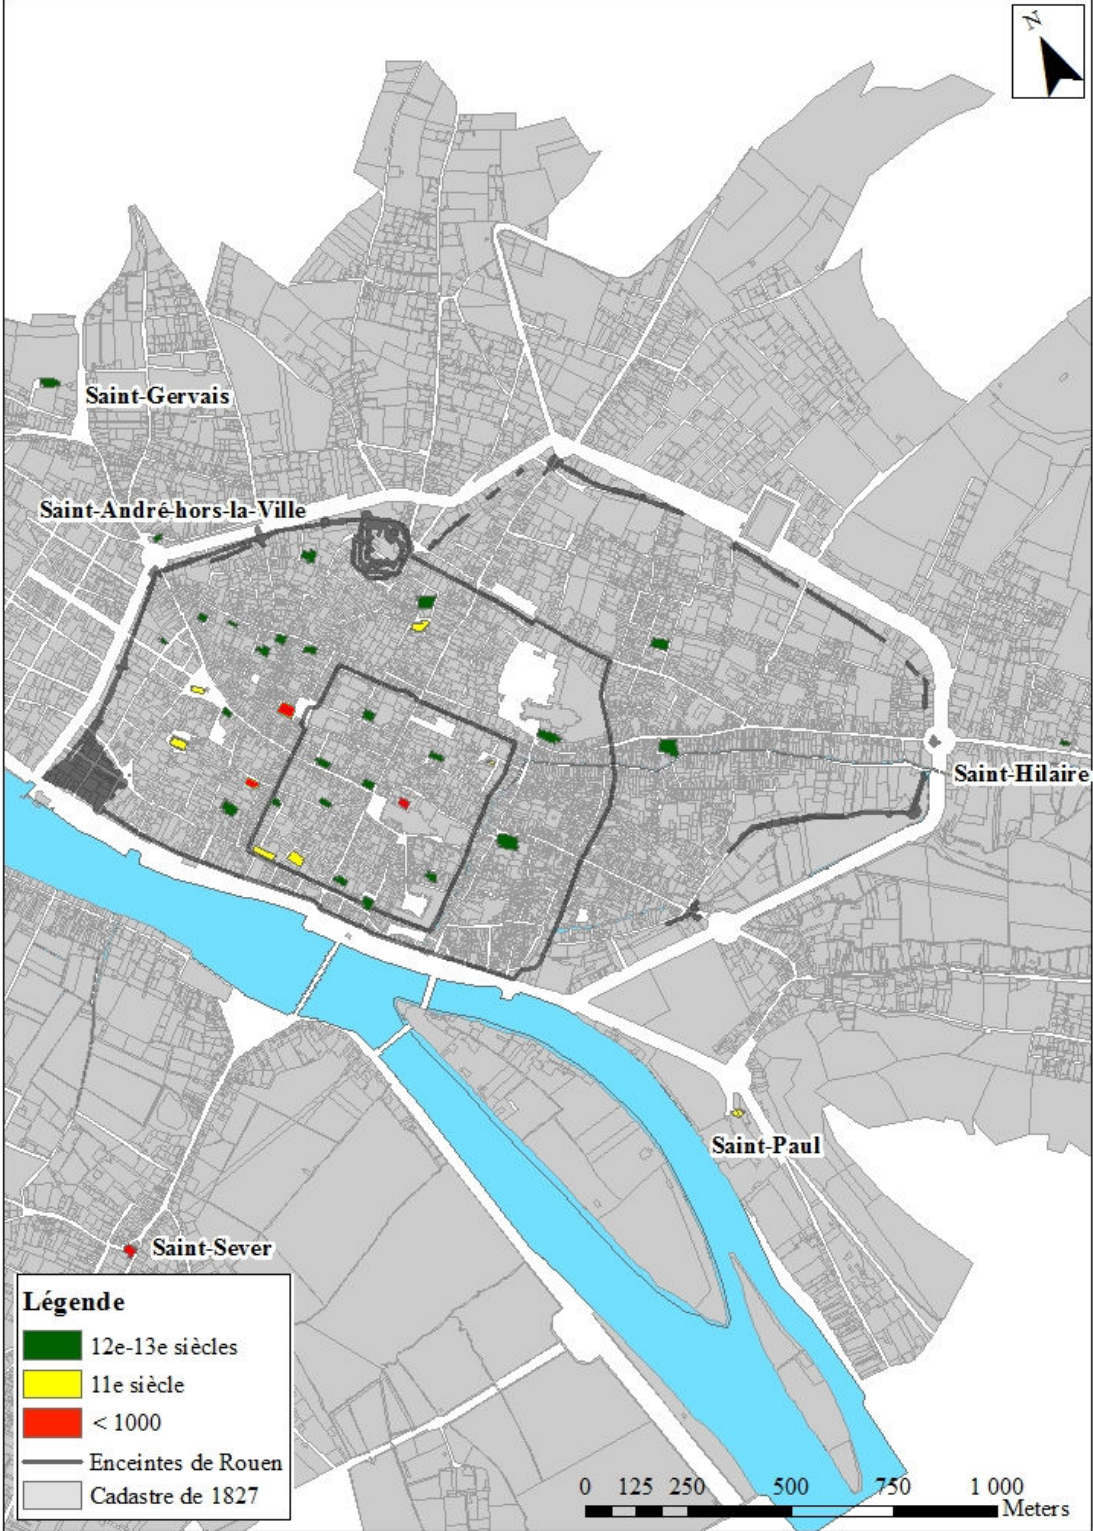 N
Saint-Gervais
Saint-André-hors-la-Ville
Saint-Hilaire
Saint-Paul
Saint-Sever
Légende
12e-13e siècles
11e siècle
< 1000
Enceintes de Rouen
Cadastre de 1827
0 125 250 500 750 1 000
Meters